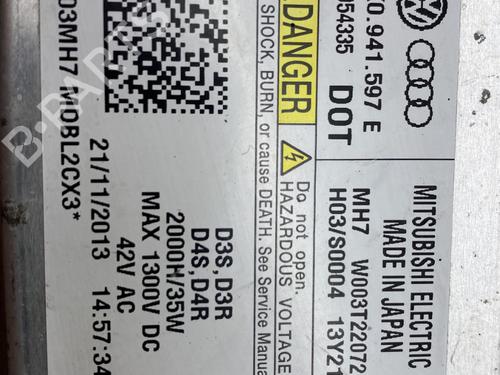 K0.941.597 E
954335
DOT
DANGER
SHOCK, BURN, or cause DEATH. See Service Manual
Do not open.
HAZARDOUS VOLTAGE
MITSUBISHI ELECTRIC
MADE IN JAPAN
MH7 W003T22072
H03/S0004 13Y21
03MH7 MOBL2CX3*
21/11/2013 14:57:34
D3S,D3R
D4S,D4R
2000H/35W
MAX 1300V DC
42V AC
B-PARTS